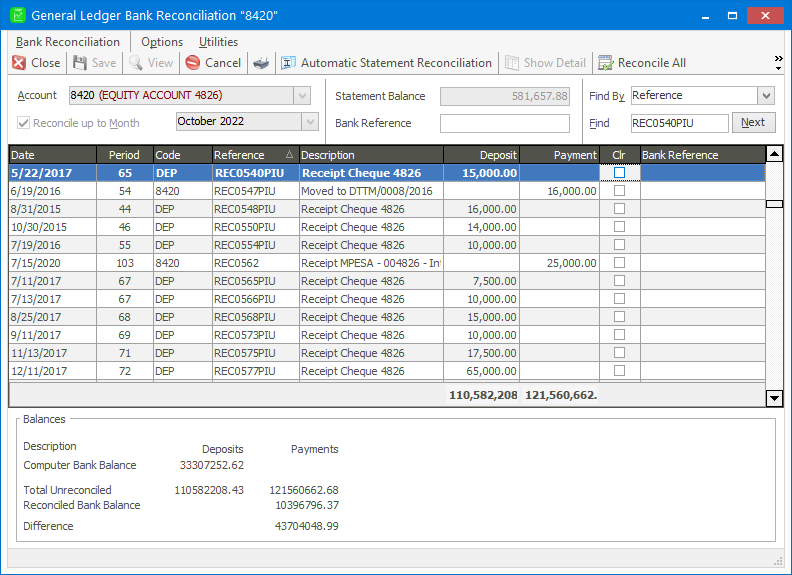 General Ledger Bank Reconciliation "8420"
Bank Reconciliation Options Utilities
Close Save View Cancel Automatic Statement Reconciliation Show Detail Reconcile All
Account 8420 (EQUITY ACCOUNT 4826) Statement Balance 581,657.88 Find By Reference
Reconcile up to Month October 2022 Bank Reference Find REC0540PIU Next
Date Period Code Reference Description Deposit Payment Clr Bank Reference
5/22/2017 65 DEP REC0540PIU Receipt Cheque 4826 15,000.00
6/19/2016 54 8420 REC0547PIU Moved to DTTM/0008/2016 16,000.00
8/31/2015 44 DEP REC0548PIU Receipt Cheque 4826 16,000.00
10/30/2015 46 DEP REC0550PIU Receipt Cheque 4826 14,000.00
7/19/2016 55 DEP REC0554PIU Receipt Cheque 4826 10,000.00
7/15/2020 103 8420 REC0562 Receipt MPESA - 004826 - Int 25,000.00
7/11/2017 67 DEP REC0565PIU Receipt Cheque 4826 7,500.00
7/13/2017 67 DEP REC0566PIU Receipt Cheque 4826 10,000.00
8/25/2017 68 DEP REC0568PIU Receipt Cheque 4826 15,000.00
9/11/2017 69 DEP REC0573PIU Receipt Cheque 4826 10,000.00
11/13/2017 71 DEP REC0575PIU Receipt Cheque 4826 17,500.00
12/11/2017 72 DEP REC0577PIU Receipt Cheque 4826 65,000.00
110,582,208 121,560,662.
Balances
Description Deposits Payments
Computer Bank Balance 33307252.62
Total Unreconciled 110582208.43 121560662.68
Reconciled Bank Balance 10396796.37
Difference 43704048.99